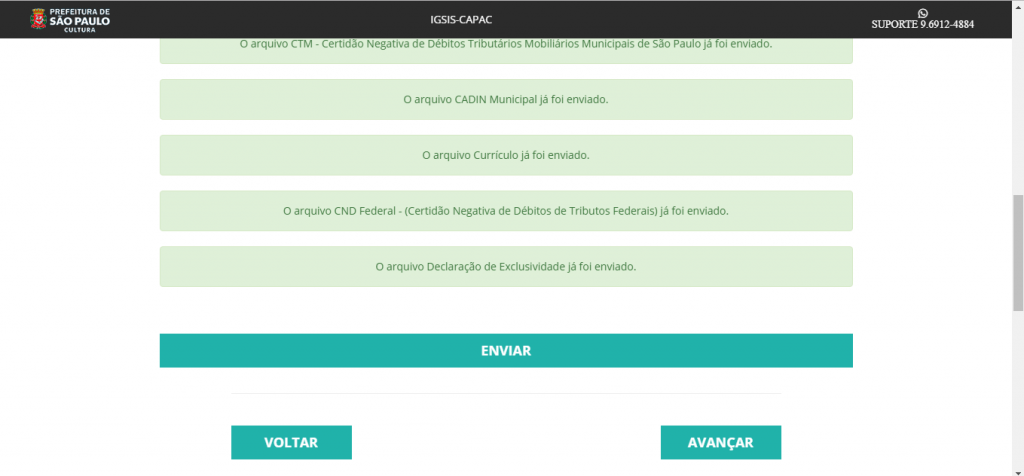 PREFEITURA DE
SÃO PAULO
CULTURA
IGSIS-CAPAC
SUPORTE 9.6912-4884
O arquivo CTM - Certidão Negativa de Débitos Tributários Mobiliários Municipais de São Paulo já foi enviado.
O arquivo CADIN Municipal já foi enviado.
O arquivo Currículo já foi enviado.
O arquivo CND Federal - (Certidão Negativa de Débitos de Tributos Federais) já foi enviado.
O arquivo Declaração de Exclusividade já foi enviado.
ENVIAR
VOLTAR
AVANÇAR